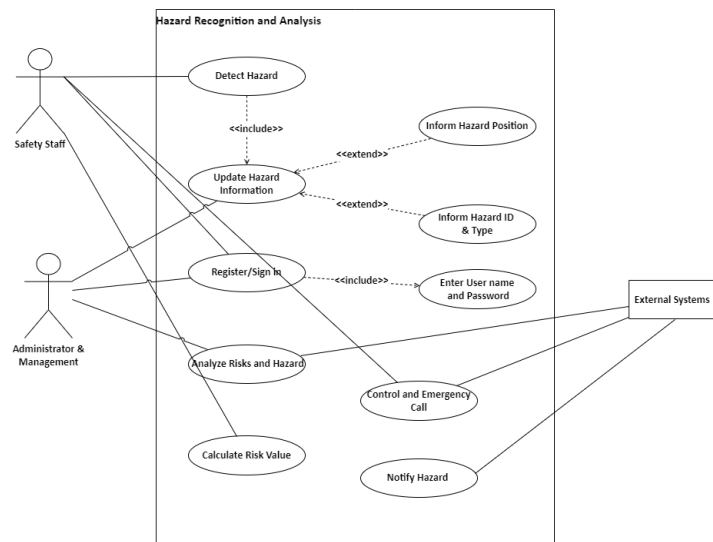 Hazard Recognition and Analysis
Detect Hazard
<<include>>
Inform Hazard Position
Safety Staff
<<extend>>
Update Hazard
Information
<<extend>>
Inform Hazard ID
& Type
Register/Sign In
<<include>>
Enter User name
and Password
External Systems
Administrator &
Management
Analyze Risks and Hazard
Control and Emergency
Call
Calculate Risk Value
Notify Hazard